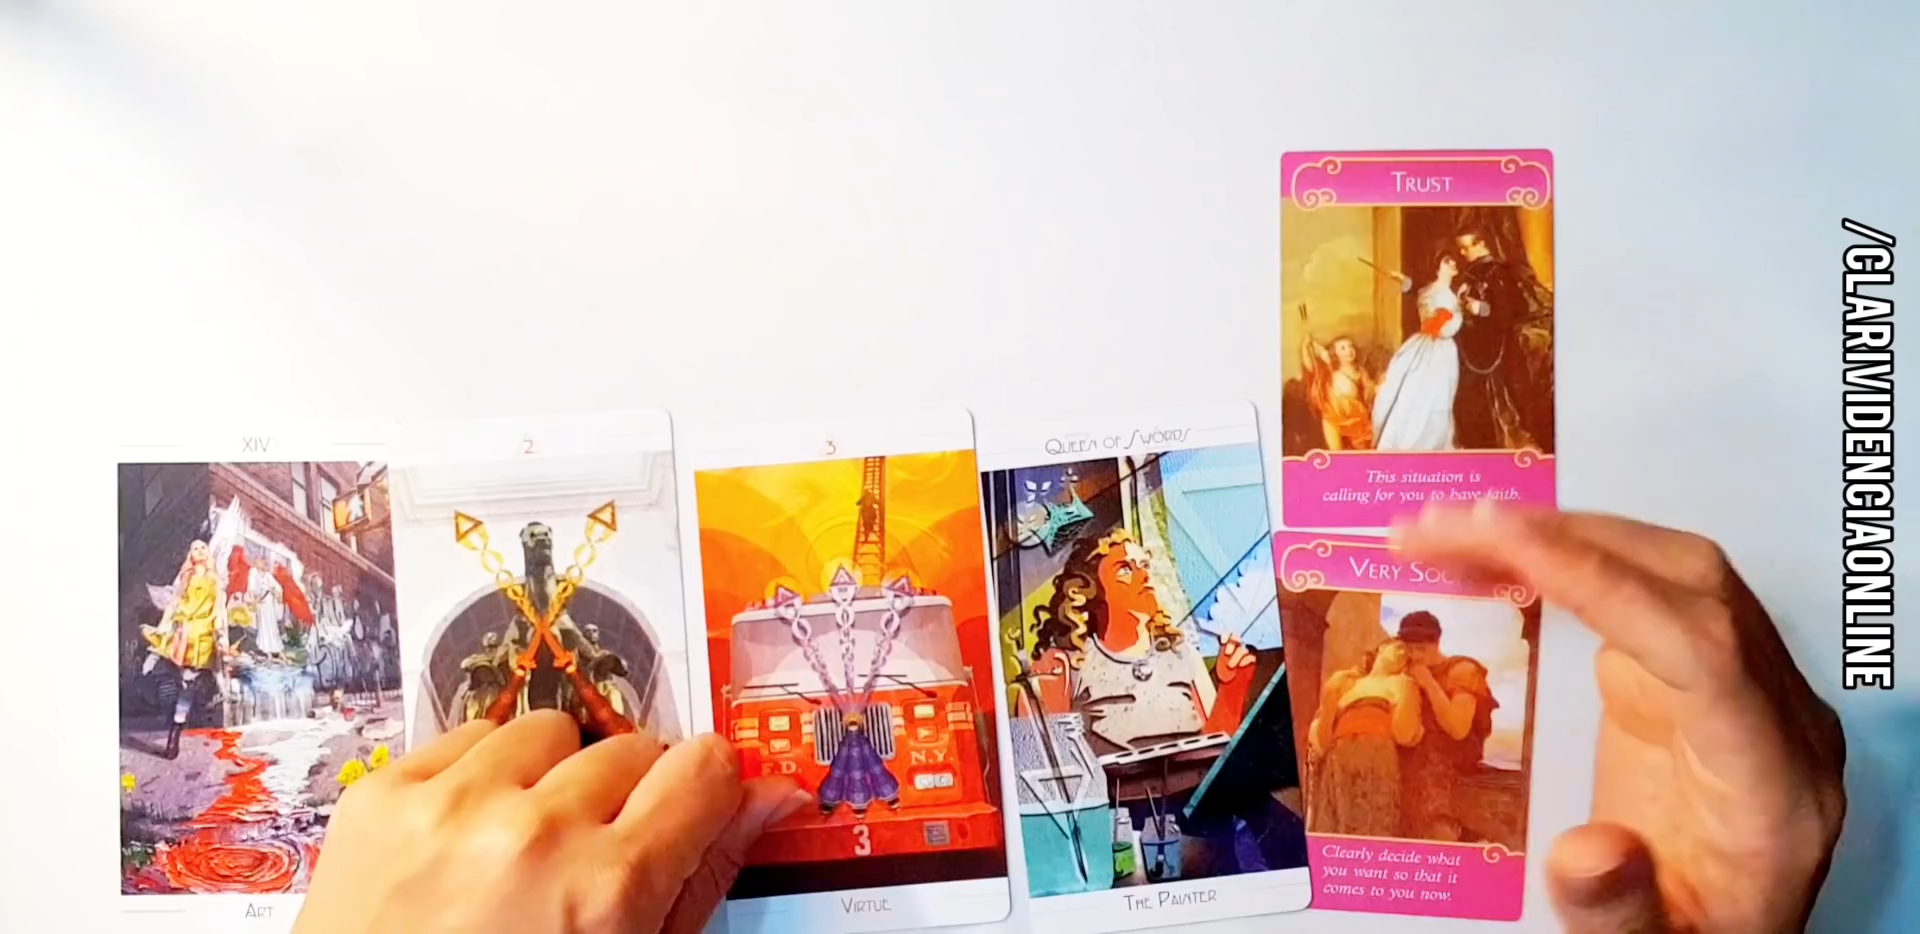 XIV
Art
2
3
F.D. N.Y.
3
Virtue
Queen of Swords
The Painter
Trust
This situation is
calling for you to have faith.
Very
Clearly decide what
you want so that it
comes to you now.
/CLARIVIDENCIAONLINE